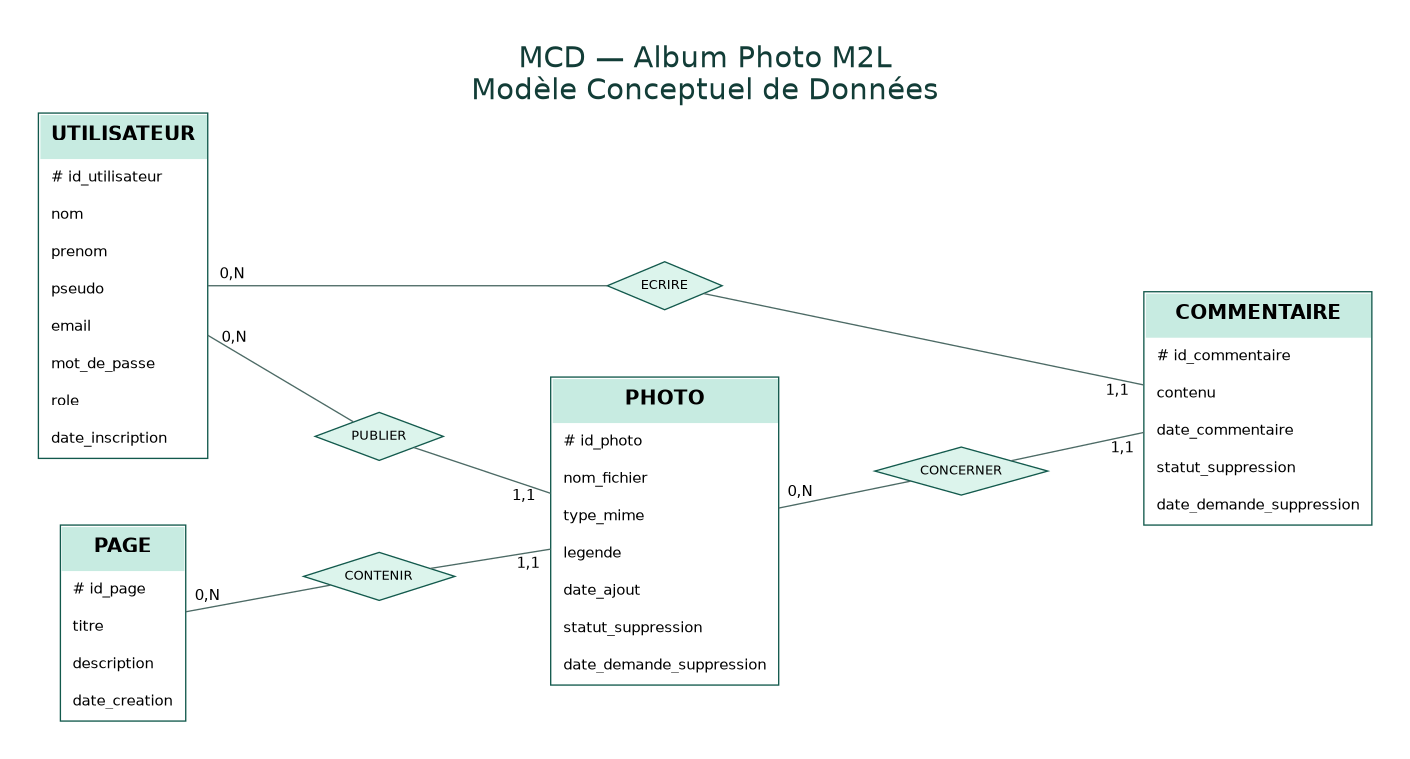 MCD — Album Photo M2L
Modèle Conceptuel de Données
UTILISATEUR
# id_utilisateur
nom
prenom
pseudo
email
mot_de_passe
role
date_inscription
0,N
ECRIRE
1,1
0,N
PUBLIER
1,1
COMMENTAIRE
# id_commentaire
contenu
date_commentaire
statut_suppression
date_demande_suppression
PHOTO
# id_photo
nom_fichier
type_mime
legende
date_ajout
statut_suppression
date_demande_suppression
0,N
CONCERNER
1,1
PAGE
# id_page
titre
description
date_creation
0,N
CONTENIR
1,1